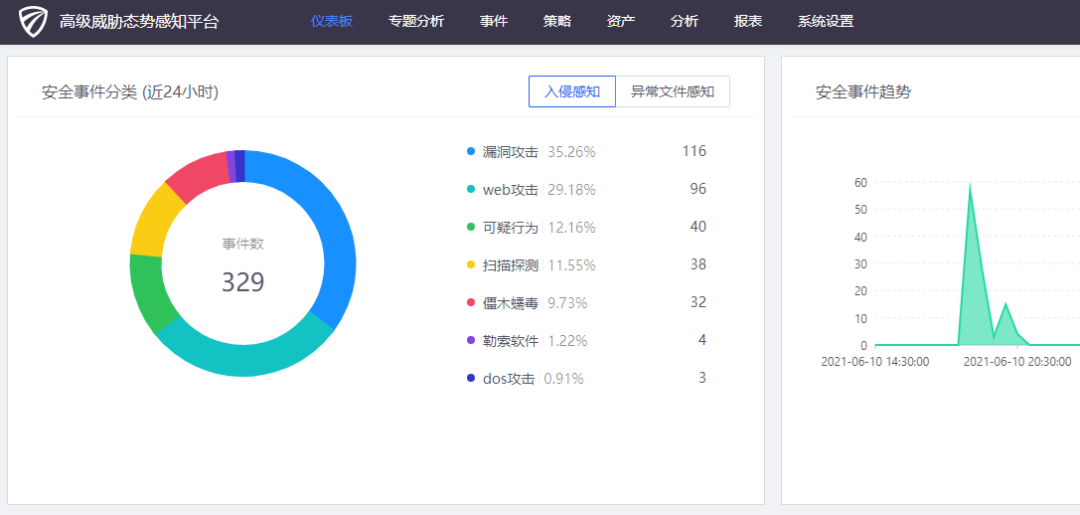 高级威胁态势感知平台 仪表板 专题分析 事件 策略 资产 分析 报表 系统设置
安全事件分类 (近24小时) 入侵感知 异常文件感知
漏洞攻击 35.26% 116
web攻击 29.18% 96
可疑行为 12.16% 40
扫描探测 11.55% 38
僵木蠕毒 9.73% 32
勒索软件 1.22% 4
dos攻击 0.91% 3
事件数
329
安全事件趋势
60
50
40
30
20
10
0
2021-06-10 14:30:00 2021-06-10 20:30:00